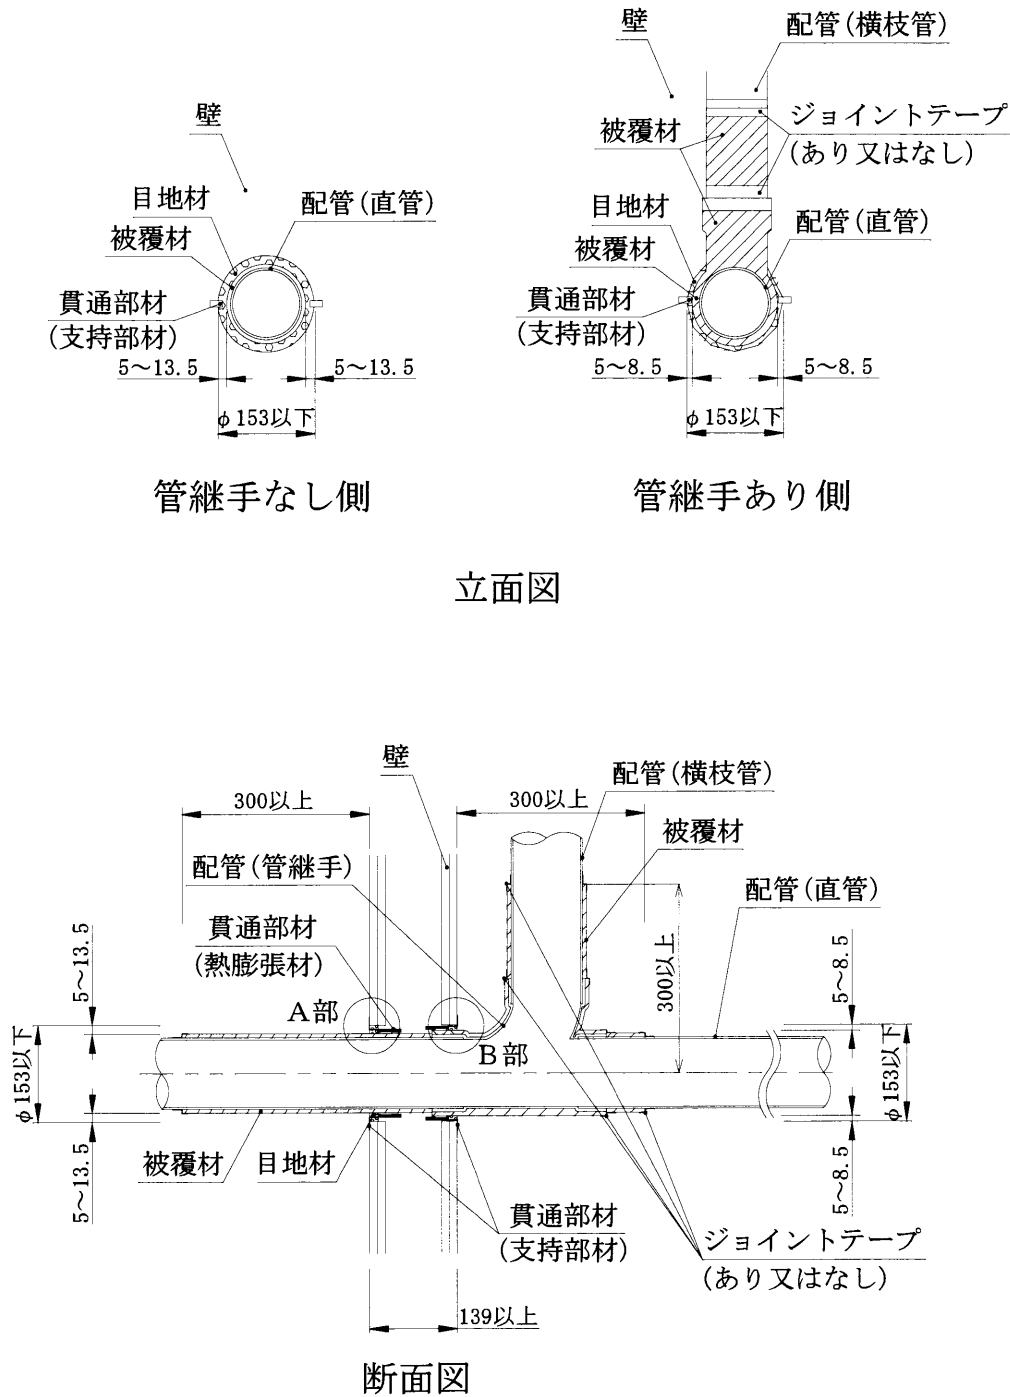 壁
目地材
配管(直管)
被覆材
貫通部材
(支持部材)
5～13.5
5～13.5
φ153以下
管継手なし側
壁
配管(横枝管)
被覆材
ジョイントテープ
(あり又はなし)
目地材
配管(直管)
被覆材
貫通部材
(支持部材)
5～8.5
5～8.5
φ153以下
管継手あり側
立面図
壁
配管(横枝管)
300以上
300以上
被覆材
配管(管継手)
配管(直管)
貫通部材
(熱膨張材)
300以上
5～13.5
5～8.5
A部
B部
φ153以下
φ153以下
5～13.5
5～8.5
被覆材
目地材
貫通部材
(支持部材)
ジョイントテープ
(あり又はなし)
139以上
断面図